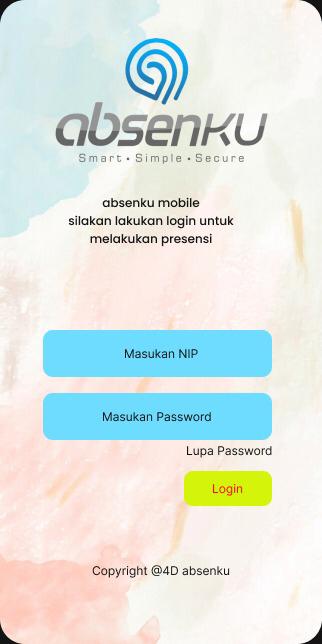 absenku
Smart • Simple • Secure
absenku mobile
silakan lakukan login untuk
melakukan presensi
Masukan NIP
Masukan Password
Lupa Password
Login
Copyright @4D absenku